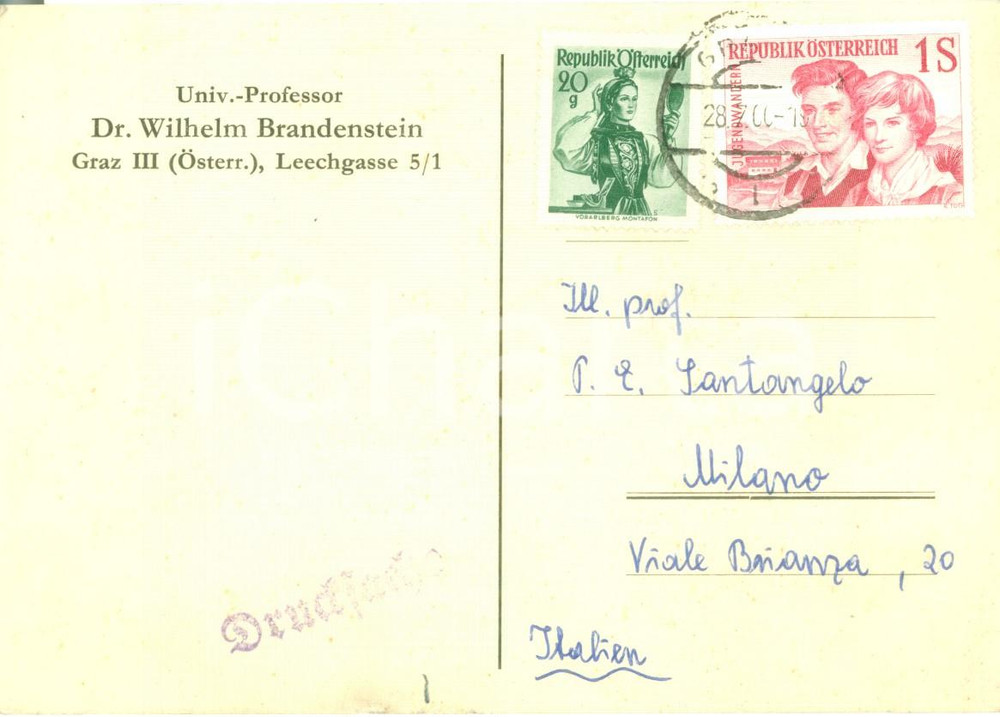 Univ.-Professor
Dr. Wilhelm Brandenstein
Graz III (Österr.), Leechgasse 5/1
Republik Österreich
20
g
VORARLBERG MONTAFON
REPUBLIK ÖSTERREICH 1S
JUGENDWANDERN
Ill. prof.
P. E. Santangelo
Milano
Viale Brianza, 20
Italien
Drucksache